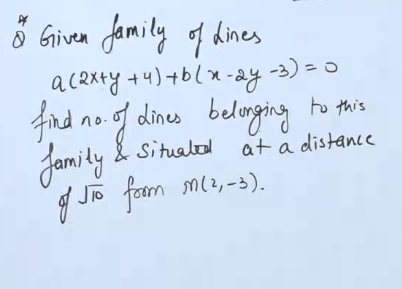 * Q Given family of Lines
a(2x+y+4)+b(x-2y-3)=0
find no. of Lines belonging to this
family & situated at a distance
of √10 from M(2,-3).